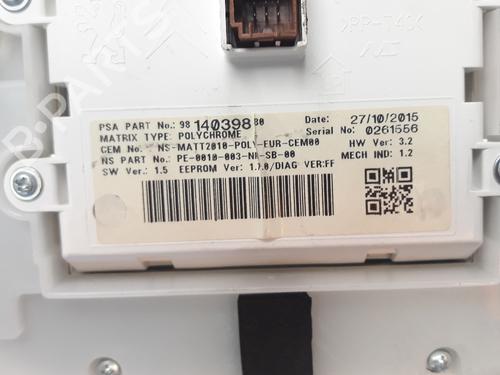 PSA PART No.: 98 140398 80 Date: 27/10/2015
MATRIX TYPE: POLYCHROME Serial No: 0261556
CEM No.: NS-MATT2010-POLY-EUR-CEM00 HW Ver: 3.2
NS PART No: PE-0010-003-NI-SB-00 MECH IND: 1.2
SW Ver.: 1.5 EEPROM Ver: 1.7.0/DIAG VER:FF